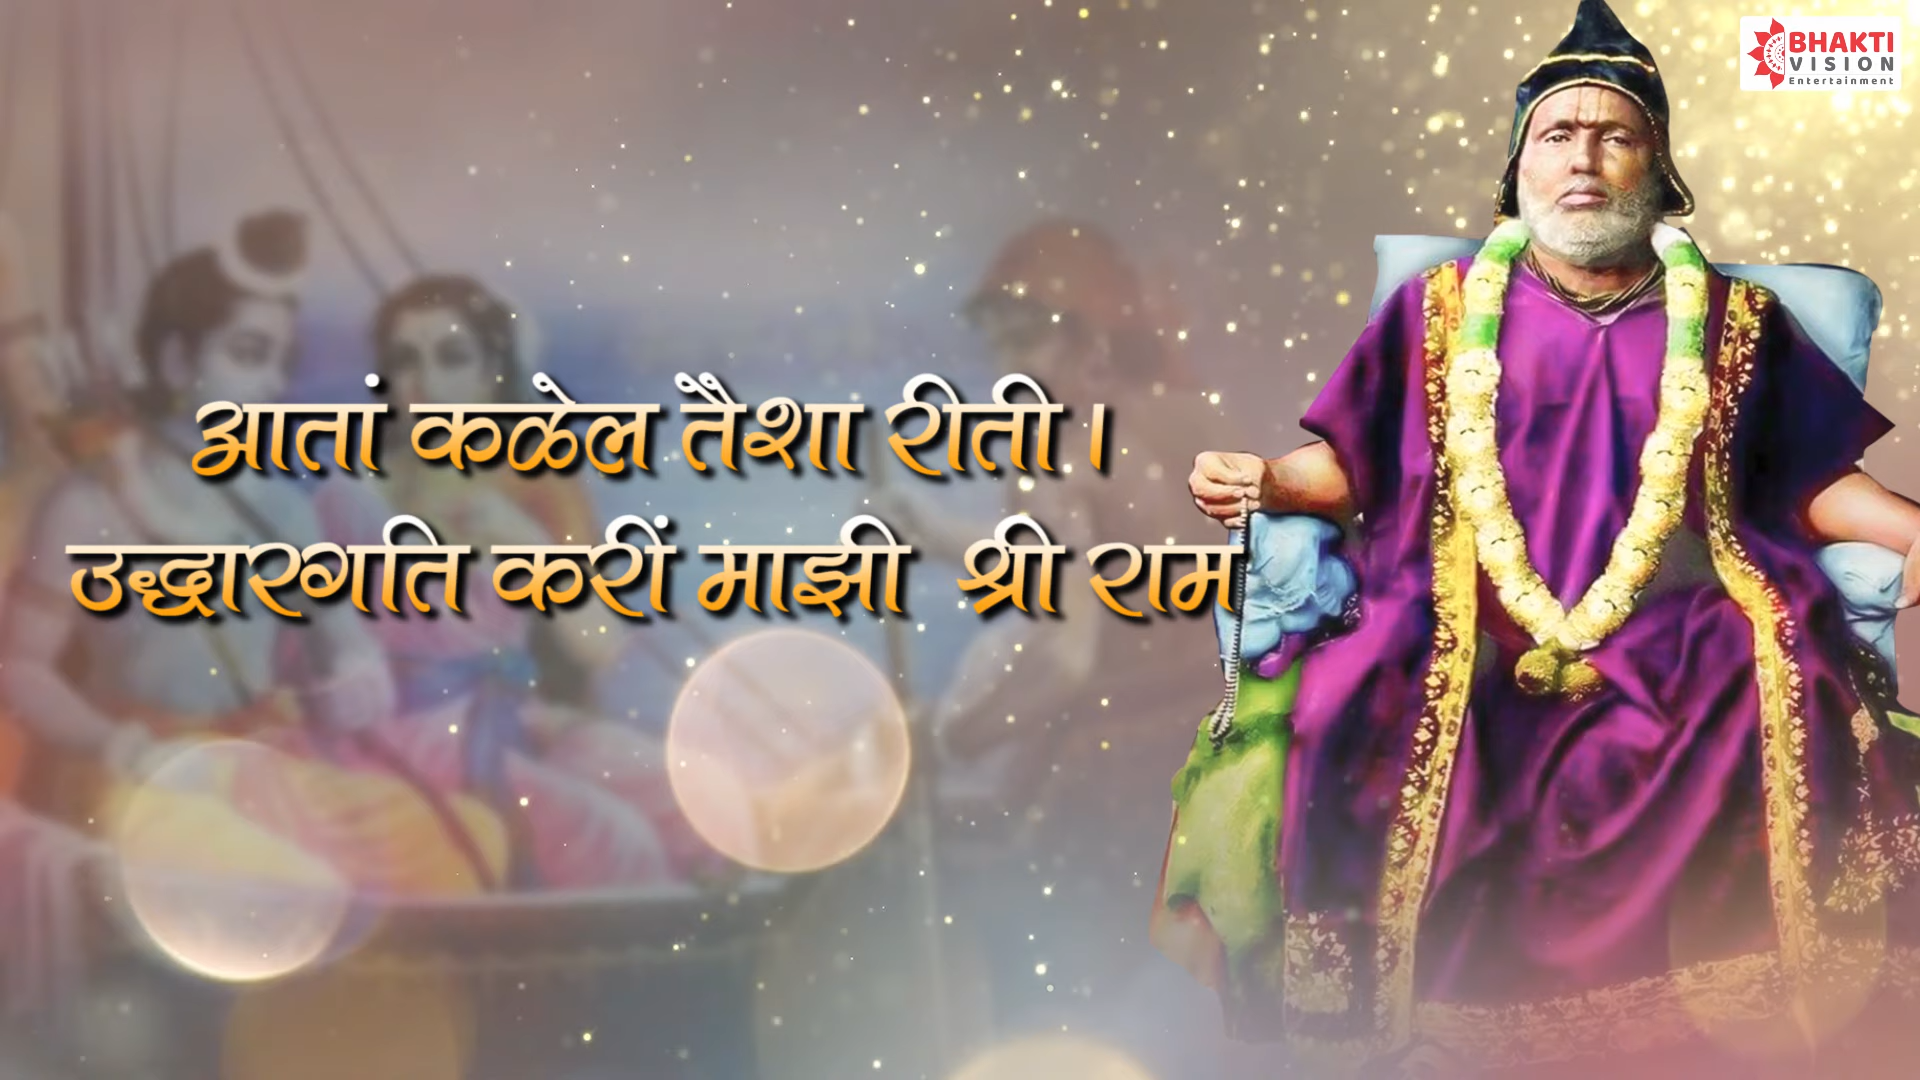 BHAKTI
VISION
Entertainment
आतां कळेल तैशा रीती।
उद्धारगति करीं माझी श्री राम